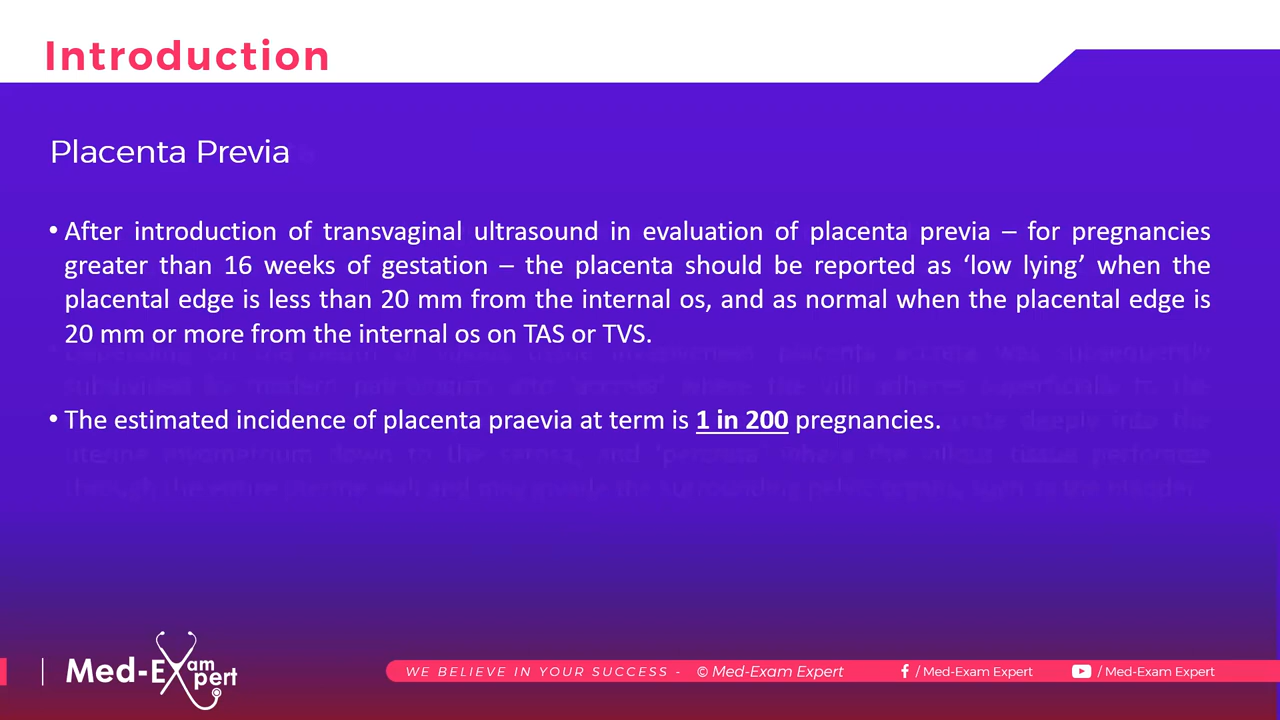 Introduction
Placenta Previa
• After introduction of transvaginal ultrasound in evaluation of placenta previa – for pregnancies
greater than 16 weeks of gestation – the placenta should be reported as ‘low lying’ when the
placental edge is less than 20 mm from the internal os, and as normal when the placental edge is
20 mm or more from the internal os on TAS or TVS.
• The estimated incidence of placenta praevia at term is 1 in 200 pregnancies.
Med-Exam Expert
WE BELIEVE IN YOUR SUCCESS - © Med-Exam Expert / Med-Exam Expert / Med-Exam Expert